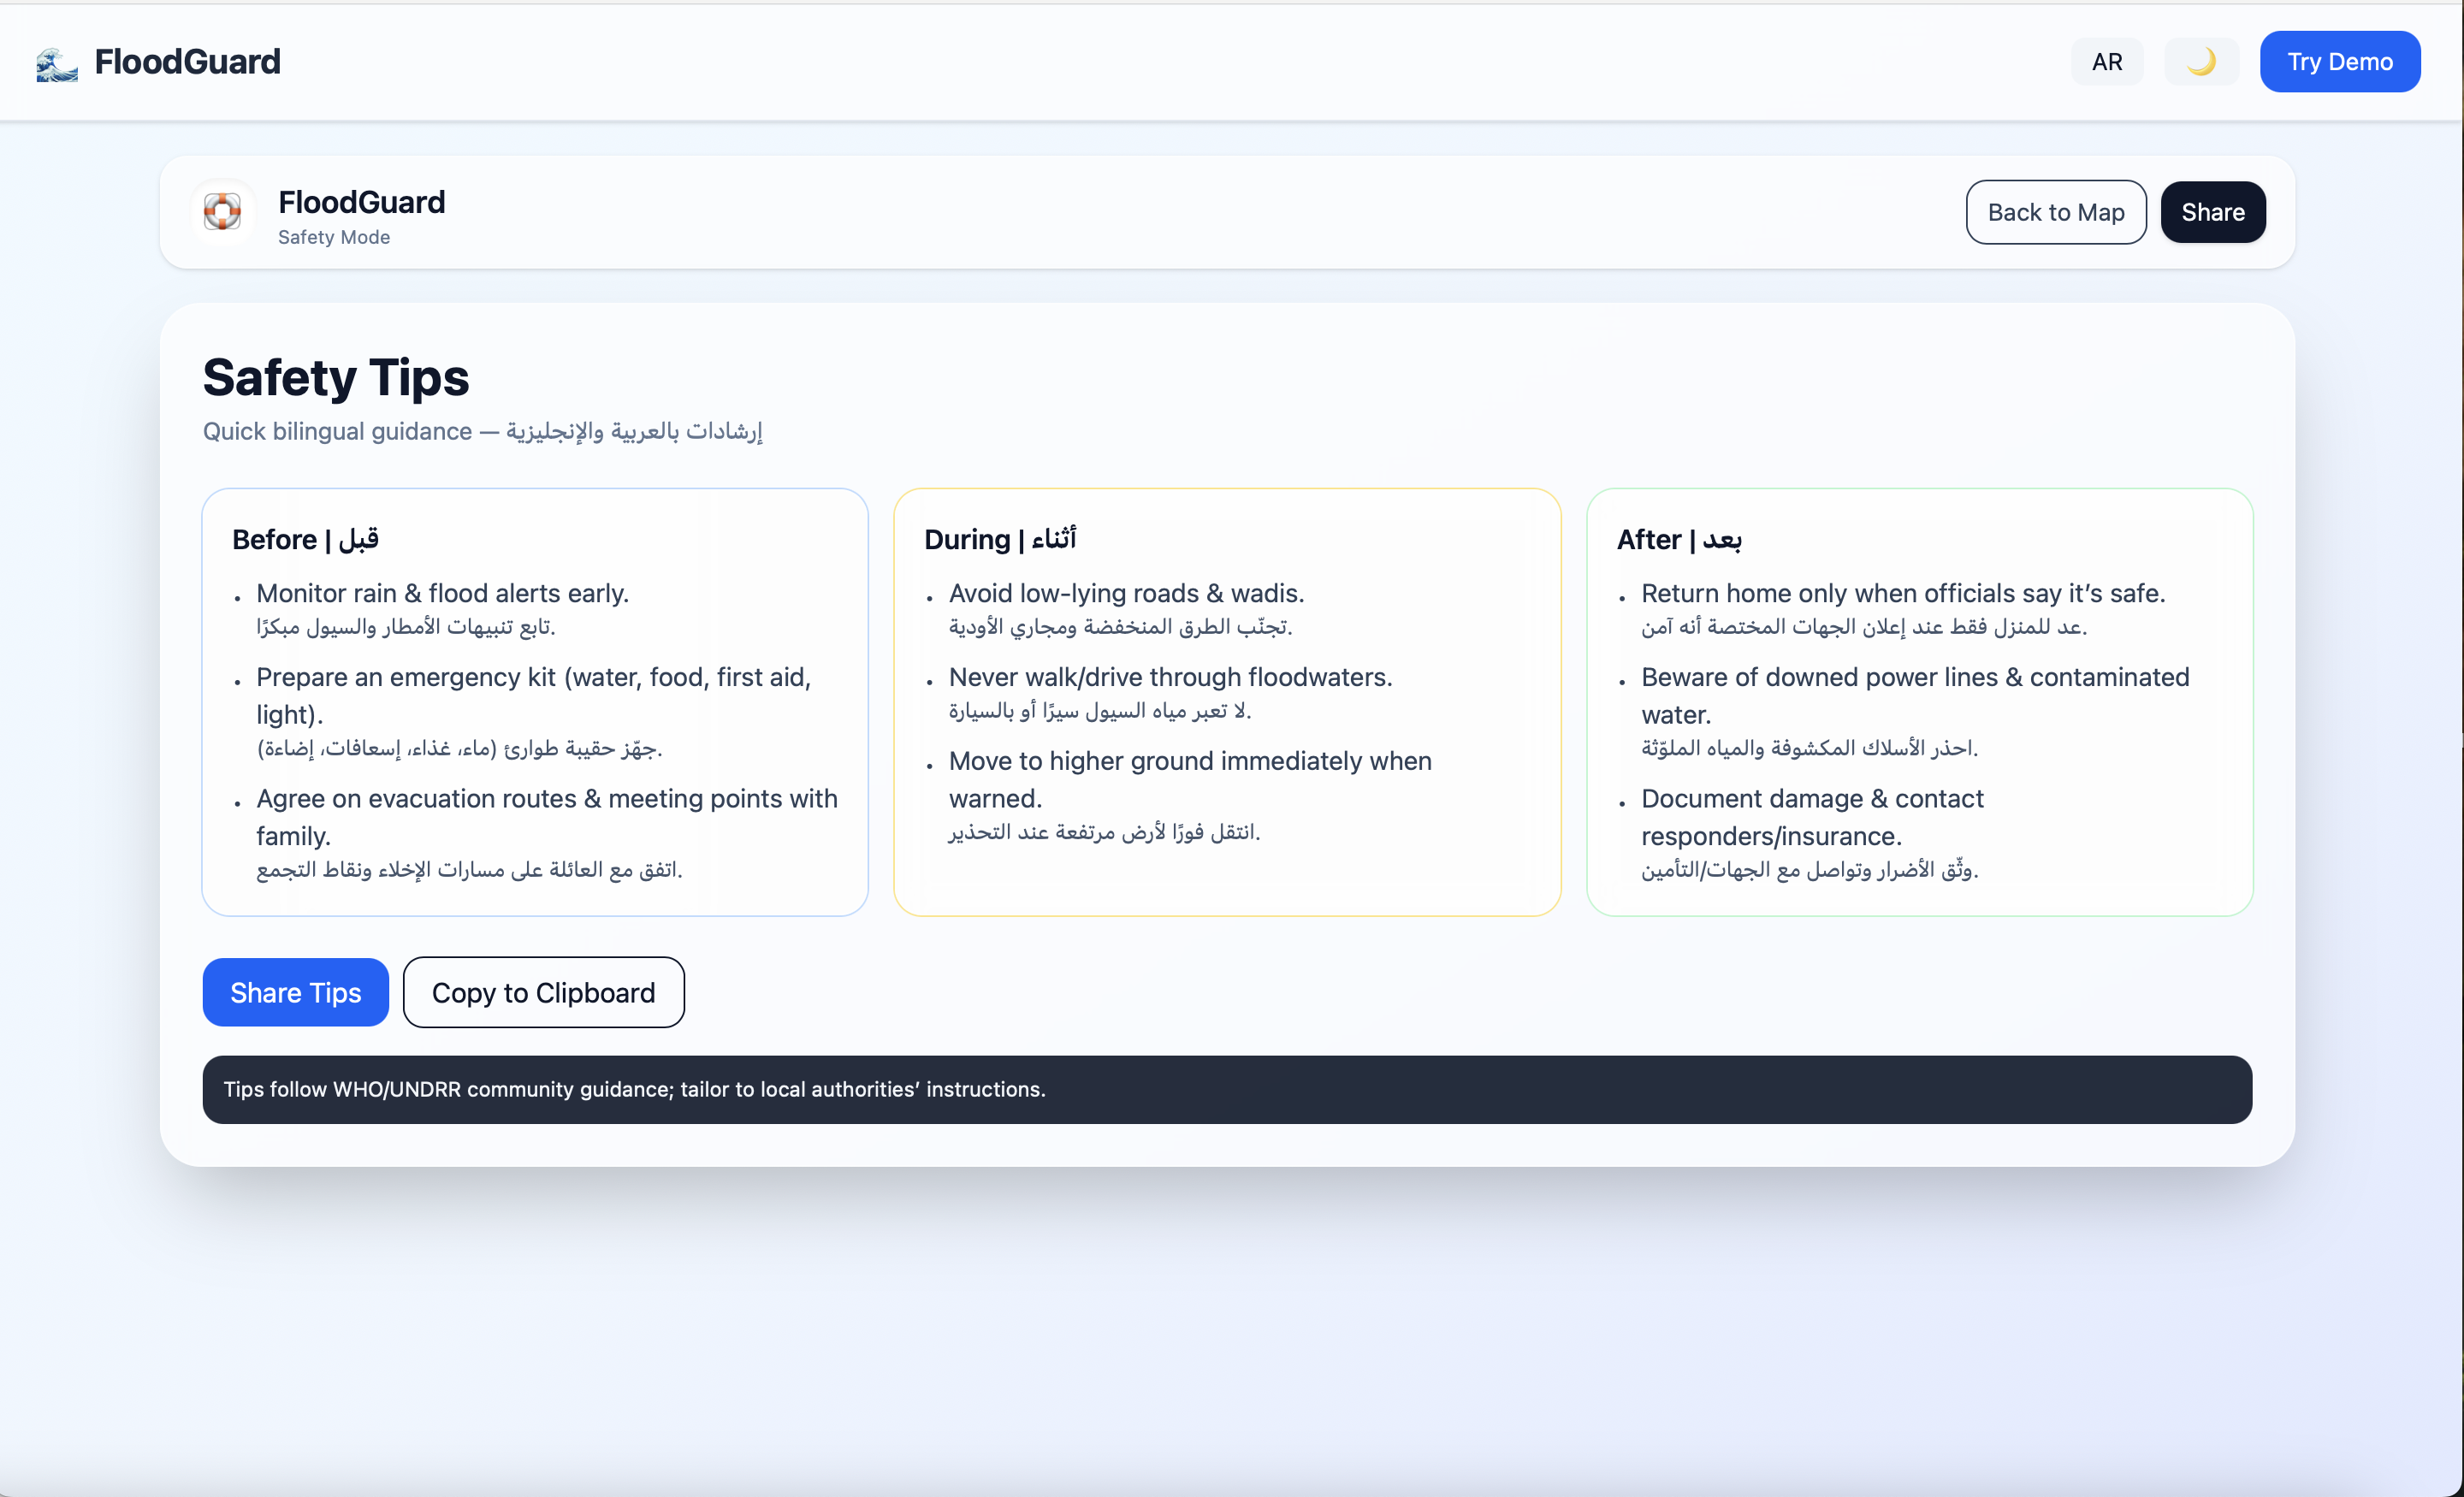 FloodGuard
AR
Try Demo
FloodGuard
Safety Mode
Back to Map
Share
Safety Tips
Quick bilingual guidance — إرشادات بالعربية والإنجليزية
Before | قبل
• Monitor rain & flood alerts early.
تابع تنبيهات الأمطار والسيول مبكرًا.
• Prepare an emergency kit (water, food, first aid,
light).
جهّز حقيبة طوارئ (ماء، غذاء، إسعافات، إضاءة).
• Agree on evacuation routes & meeting points with
family.
اتفق مع العائلة على مسارات الإخلاء ونقاط التجمع.
During | أثناء
• Avoid low-lying roads & wadis.
تجنّب الطرق المنخفضة ومجاري الأودية.
• Never walk/drive through floodwaters.
لا تعبر مياه السيول سيرًا أو بالسيارة.
• Move to higher ground immediately when
warned.
انتقل فورًا لأرض مرتفعة عند التحذير.
After | بعد
• Return home only when officials say it’s safe.
عد للمنزل فقط عند إعلان الجهات المختصة أنه آمن.
• Beware of downed power lines & contaminated
water.
احذر الأسلاك المكشوفة والمياه الملوّثة.
• Document damage & contact
responders/insurance.
وثّق الأضرار وتواصل مع الجهات/التأمين.
Share Tips
Copy to Clipboard
Tips follow WHO/UNDRR community guidance; tailor to local authorities’ instructions.